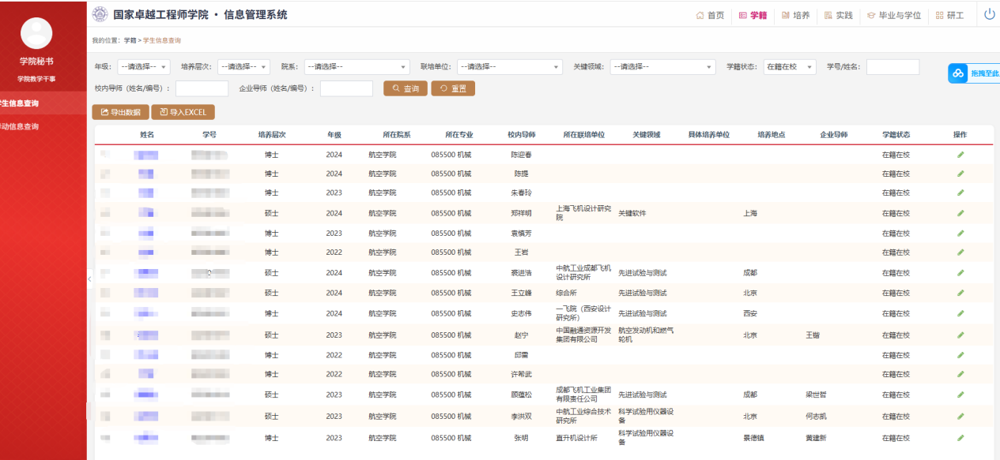 国家卓越工程师学院 · 信息管理系统
首页 学籍 培养 实践 毕业与学位 研工
学院秘书
学院教学干事
学生信息查询
动信息查询
我的位置: 学籍 > 学生信息查询
年级: --请选择-- 培养层次: --请选择-- 院系: --请选择-- 联培单位: --请选择-- 关键领域: --请选择-- 学籍状态: 在籍在校 学号/姓名:
拖拽至此
校内导师（姓名/编号）: 企业导师（姓名/编号）: 查询 重置
导出数据 导入EXCEL
姓名 学号 培养层次 年级 所在院系 所在专业 校内导师 所在联培单位 关键领域 具体培养单位 培养地点 企业导师 学籍状态 操作
博士 2024 航空学院 085500 机械 陈迎春 在籍在校
博士 2024 航空学院 085500 机械 陈提 在籍在校
博士 2023 航空学院 085500 机械 朱春玲 在籍在校
硕士 2024 航空学院 085500 机械 郑祥明 上海飞机设计研究院 关键软件 上海 在籍在校
博士 2023 航空学院 085500 机械 袁慎芳 在籍在校
博士 2022 航空学院 085500 机械 王岩 在籍在校
硕士 2024 航空学院 085500 机械 裘进浩 中航工业成都飞机设计研究所 先进试验与测试 成都 在籍在校
硕士 2024 航空学院 085500 机械 王立峰 综合所 先进试验与测试 北京 在籍在校
硕士 2024 航空学院 085500 机械 史志伟 一飞院（西安设计研究所） 先进试验与测试 西安 在籍在校
硕士 2023 航空学院 085500 机械 赵宁 中国融通资源开发集团有限公司 航空发动机和燃气轮机 北京 王锴 在籍在校
博士 2022 航空学院 085500 机械 邱雷 在籍在校
博士 2022 航空学院 085500 机械 许希武 在籍在校
硕士 2023 航空学院 085500 机械 顾蕴松 成都飞机工业集团有限责任公司 先进试验与测试 成都 梁世哲 在籍在校
硕士 2023 航空学院 085500 机械 李洪双 中航工业综合技术研究所 科学试验用仪器设备 北京 何志凯 在籍在校
博士 2023 航空学院 085500 机械 张明 直升机设计所 科学试验用仪器设备 景德镇 黄建新 在籍在校